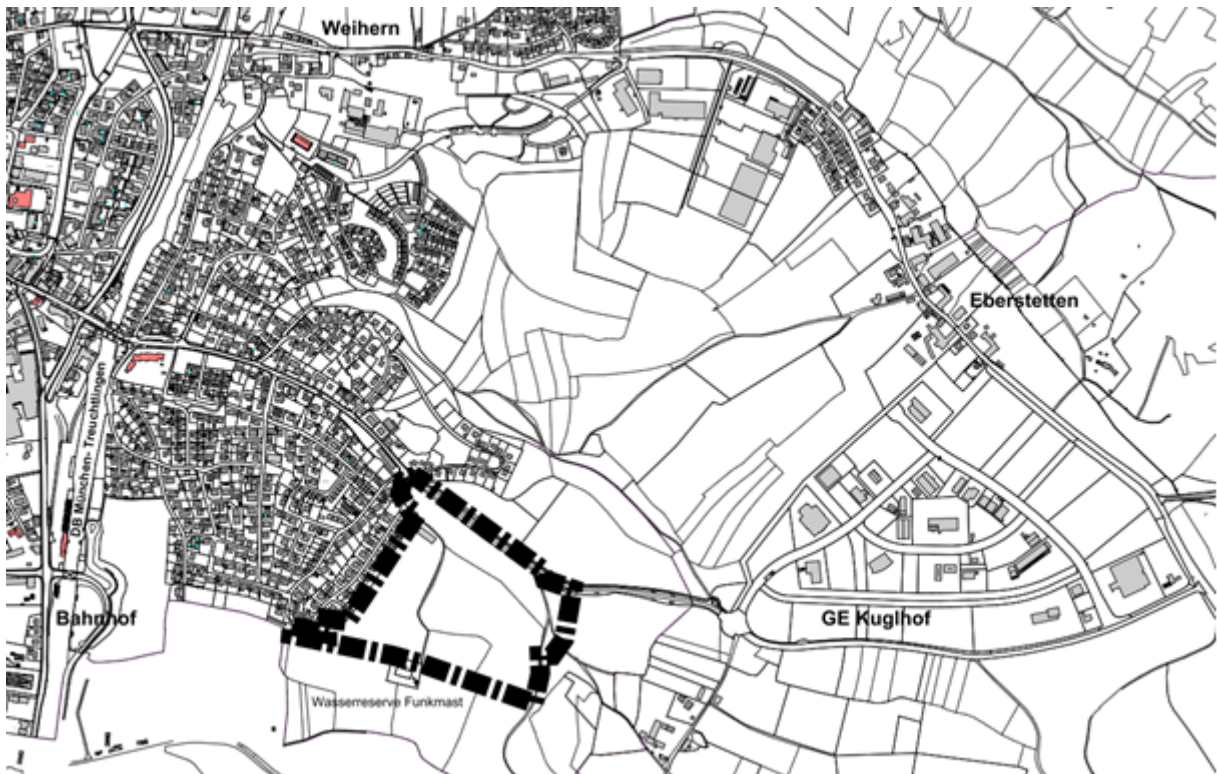 Weihern
Eberstetten
DB München- Treuchtlingen
Bahnhof
GE Kuglhof
Wasserreserve Funkmast